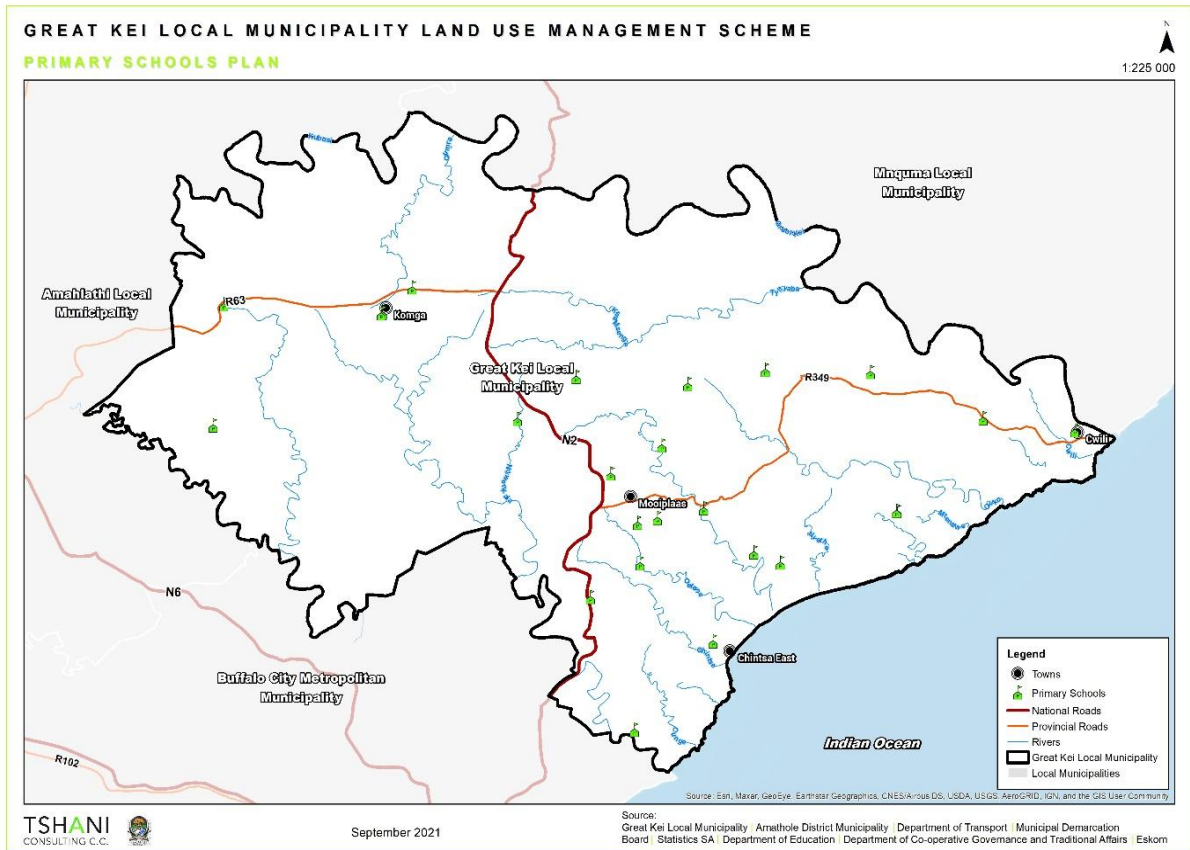 GREAT KEI LOCAL MUNICIPALITY LAND USE MANAGEMENT SCHEME
PRIMARY SCHOOLS PLAN
N
1:225 000
Mnquma Local
Municipality
Amahlathi Local
Municipality
R63
Komga
Great Kei Local
Municipality
R349
N2
Cwili
Cwili
Mooiplaas
N6
Chintsa East
Buffalo City Metropolitan
Municipality
R102
Indian Ocean
Legend
Towns
Primary Schools
National Roads
Provincial Roads
Rivers
Great Kei Local Municipality
Local Municipalities
Source: Esri, Maxar, GeoEye, Earthstar Geographics, CNES/Airbus DS, USDA, USGS, AeroGRID, IGN, and the GIS User Community
TSHANI
CONSULTING C.C.
September 2021
Source:
Great Kei Local Municipality | Amathole District Municipality | Department of Transport | Municipal Demarcation
Board | Statistics SA | Department of Education | Department of Co-operative Governance and Traditional Affairs | Eskom